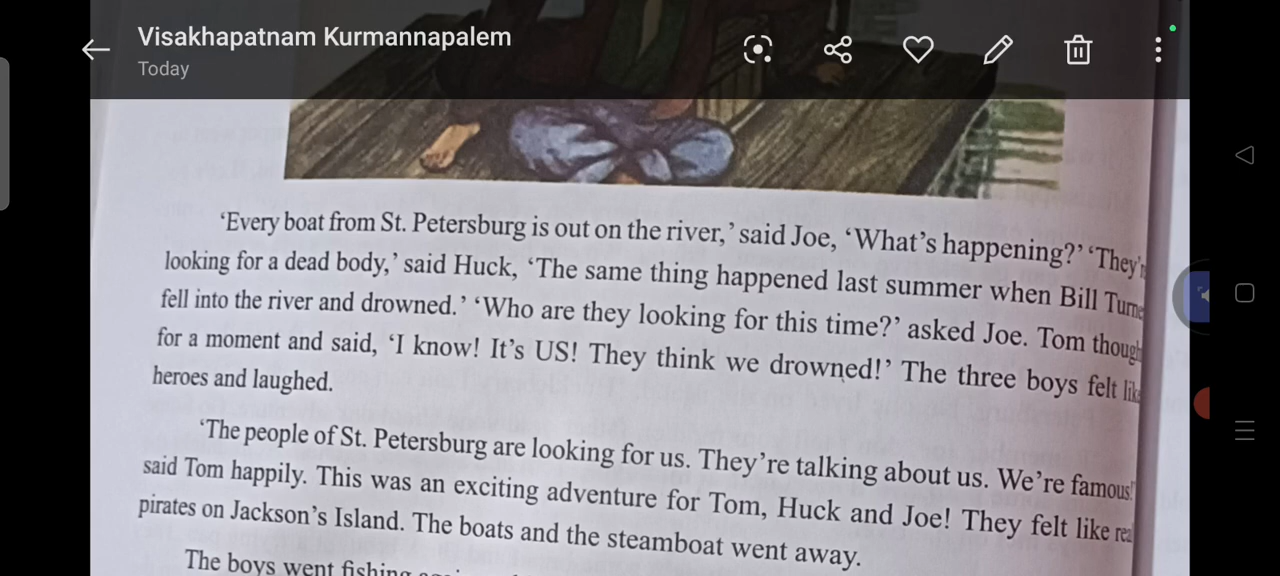 Visakhapatnam Kurmannapalem
Today
'Every boat from St. Petersburg is out on the river,' said Joe, 'What's happening?'
looking for a dead body,' said Huck, 'The same thing happened last summer when Bill
fell into the river and drowned.' 'Who are they looking for this time?' asked Joe. Tom
for a moment and said, 'I know! It's US! They think we drowned!' The three boys felt
heroes and laughed.
'The people of St. Petersburg are looking for us. They're talking about us. We're famous!
said Tom happily. This was an exciting adventure for Tom, Huck and Joe! They felt like
pirates on Jackson's Island. The boats and the steamboat went away.
The boys went fishing